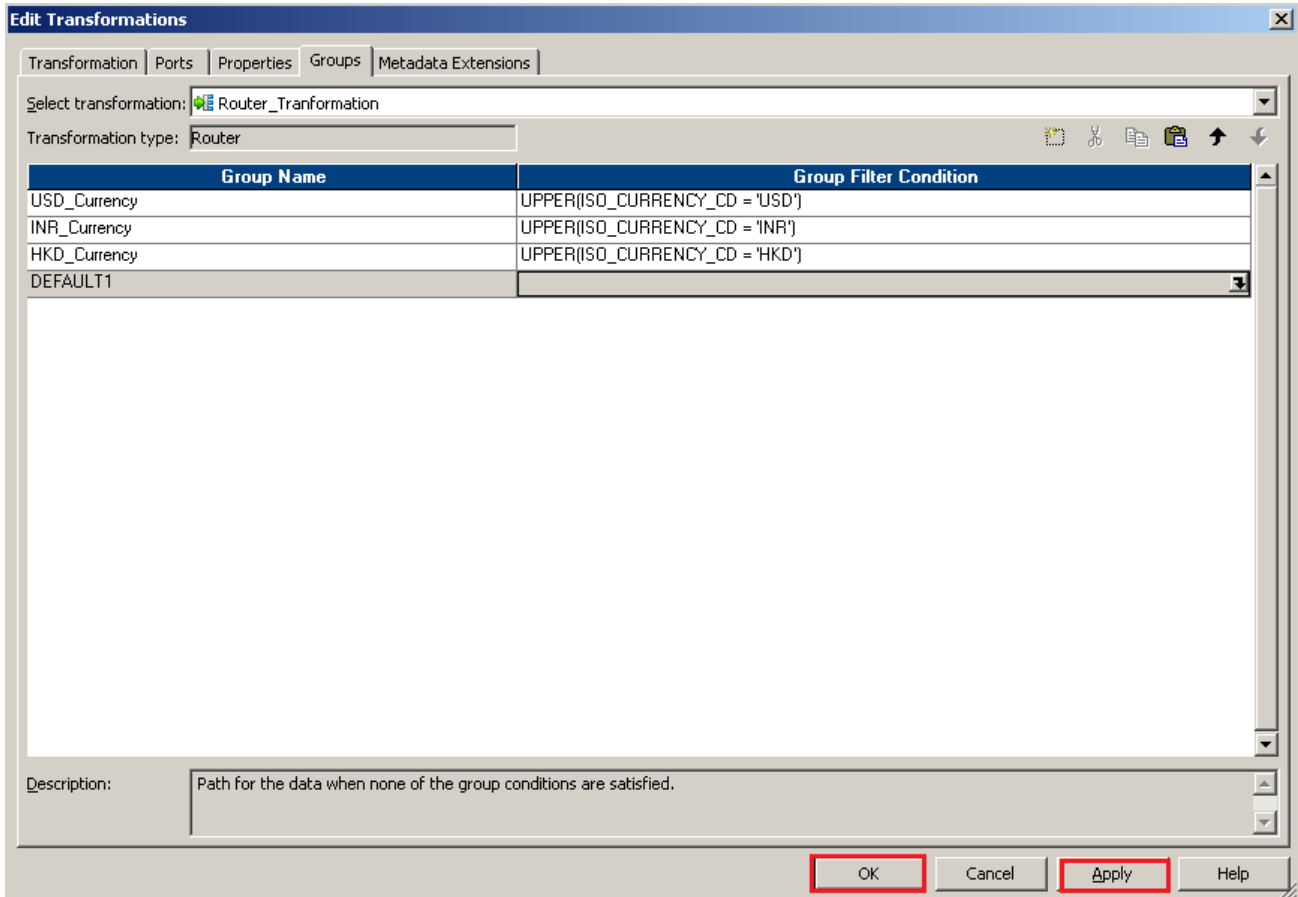 Edit Transformations
Transformation Ports Properties Groups Metadata Extensions
Select transformation: Router_Tranformation
Transformation type: Router
Group Name Group Filter Condition
USD_Currency UPPER(ISO_CURRENCY_CD = 'USD')
INR_Currency UPPER(ISO_CURRENCY_CD = 'INR')
HKD_Currency UPPER(ISO_CURRENCY_CD = 'HKD')
DEFAULT1
Description: Path for the data when none of the group conditions are satisfied.
OK Cancel Apply Help